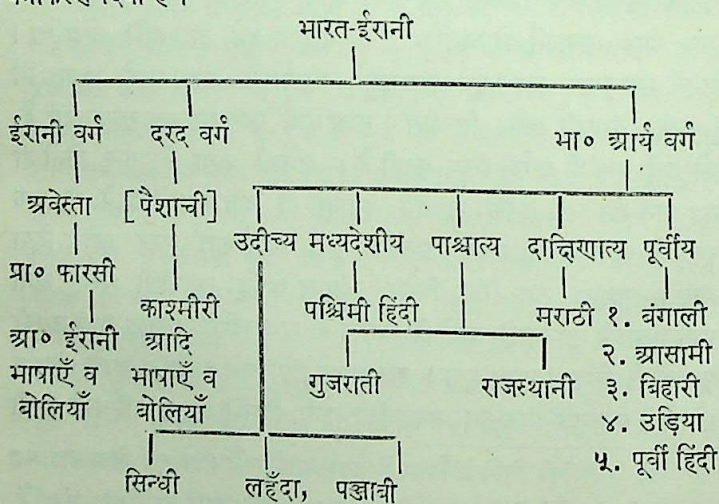 भारत-ईरानी
ईरानी वर्ग दरद वर्ग भा० आर्य वर्ग
अवेस्ता [पैशाची]
उदीच्य मध्यदेशीय पाश्चात्य दाक्षिणात्य पूर्वीय
प्रा० फारसी
काश्मीरी पश्चिमी हिंदी मराठी १. बंगाली
आ० ईरानी आदि २. आसामी
भाषाएँ व भाषाएँ व गुजराती राजस्थानी ३. बिहारी
बोलियाँ बोलियाँ ४. उड़िया
५. पूर्वी हिंदी
सिन्धी लहँदा, पञ्जाबी